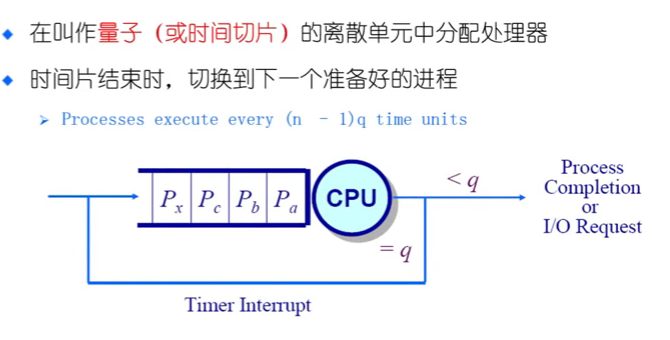 在叫作量子（或时间切片）的离散单元中分配处理器
时间片结束时，切换到下一个准备好的进程
Processes execute every (n - 1)q time units
Px Pc Pb Pa CPU
< q
= q
Process
Completion
or
I/O Request
Timer Interrupt